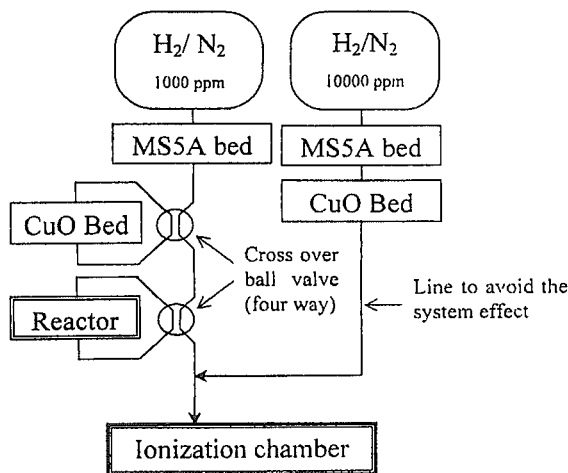 H2/ N2
1000 ppm
H2/N2
10000 ppm
MS5A bed
MS5A bed
CuO Bed
CuO Bed
Cross over
ball valve
(four way)
Line to avoid the
system effect
Reactor
Ionization chamber